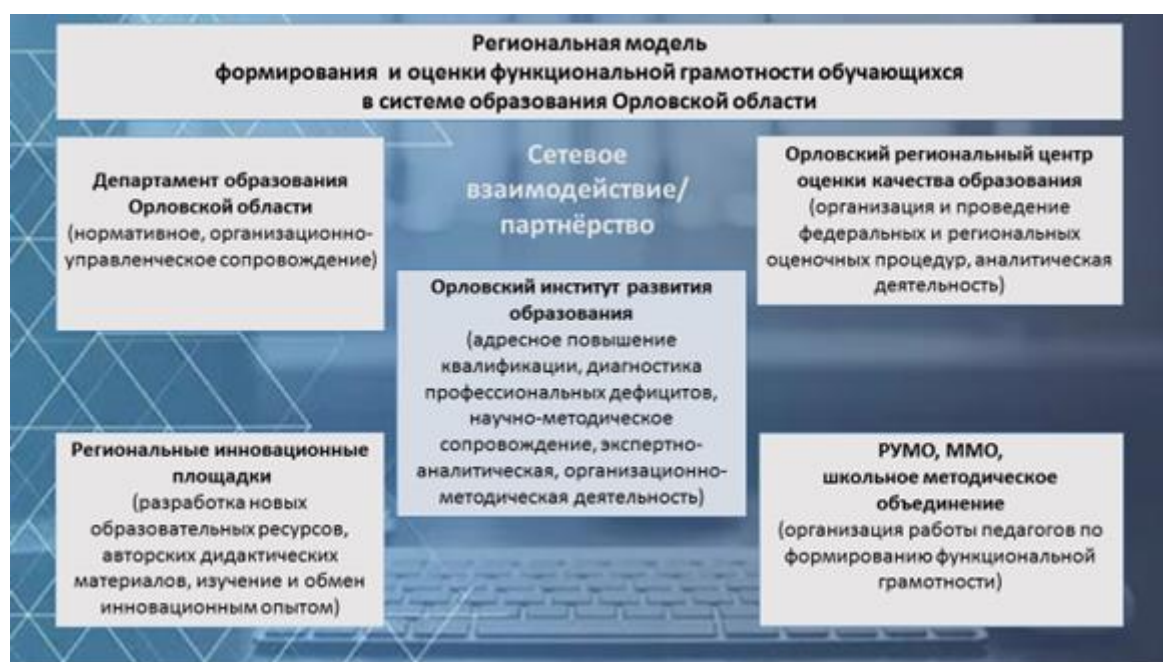 Региональная модель
формирования и оценки функциональной грамотности обучающихся
в системе образования Орловской области
Департамент образования
Орловской области
(нормативное, организационно-
управленческое сопровождение)
Сетевое
взаимодействие/
партнёрство
Орловский региональный центр
оценки качества образования
(организация и проведение
федеральных и региональных
оценочных процедур, аналитическая
деятельность)
Орловский институт развития
образования
(адресное повышение
квалификации, диагностика
профессиональных дефицитов,
научно-методическое
сопровождение, экспертно-
аналитическая, организационно-
методическая деятельность)
Региональные инновационные
площадки
(разработка новых
образовательных ресурсов,
авторских дидактических
материалов, изучение и обмен
инновационным опытом)
РУМО, ММО,
школьное методическое
объединение
(организация работы педагогов по
формированию функциональной
грамотности)